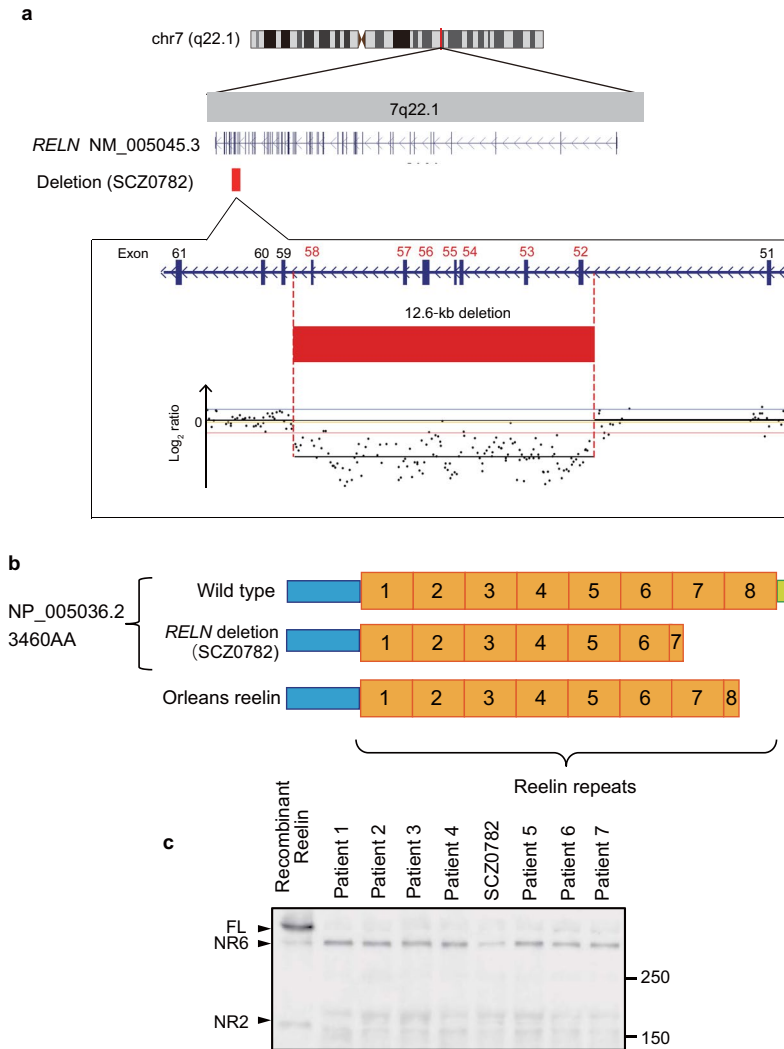 a
chr7 (q22.1)
7q22.1
RELN NM_005045.3
Deletion (SCZ0782)
Exon 61 60 59 58 57 56 55 54 53 52 51
12.6-kb deletion
Log2 ratio
0
b
Wild type 1 2 3 4 5 6 7 8
NP_005036.2
3460AA
RELN deletion
(SCZ0782)
1 2 3 4 5 6 7
Orleans reelin 1 2 3 4 5 6 7 8
Reelin repeats
c
Recombinant
Reelin
Patient 1
Patient 2
Patient 3
Patient 4
SCZ0782
Patient 5
Patient 6
Patient 7
FL
NR6
250
NR2
150